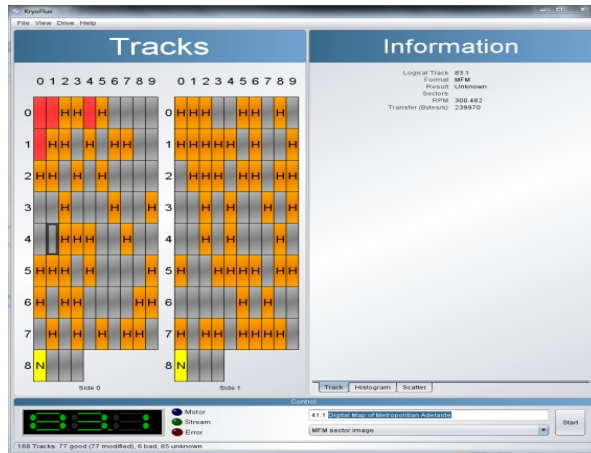 KryoFlux
File View Drive Help
Tracks
Information
0 1 2 3 4 5 6 7 8 9 0 1 2 3 4 5 6 7 8 9
0 H H H 0 H H H H H H
1 H H H H H 1 H H H H H H H
2 H H H H 2 H H H H H H H
3 H H H 3 H H H H
4 H H H H 4 H H H
5 H H H H H 5 H H H H H H H
6 H H H H H 6 H H
7 H H H H H 7 H H H H H H H
8 N 8 N
Side 0 Side 1
Logical Track 83.1
Format MFM
Result Unknown
Sectors
RPM 300.462
Transfer (Bytes/s) 239970
Track Histogram Scatter
Control
83.1
Motor
Stream
Error
41.1 Digital Map of Metropolitian Adelaide
MFM sector image
Start
168 Tracks: 77 good (77 modified), 6 bad, 85 unknown